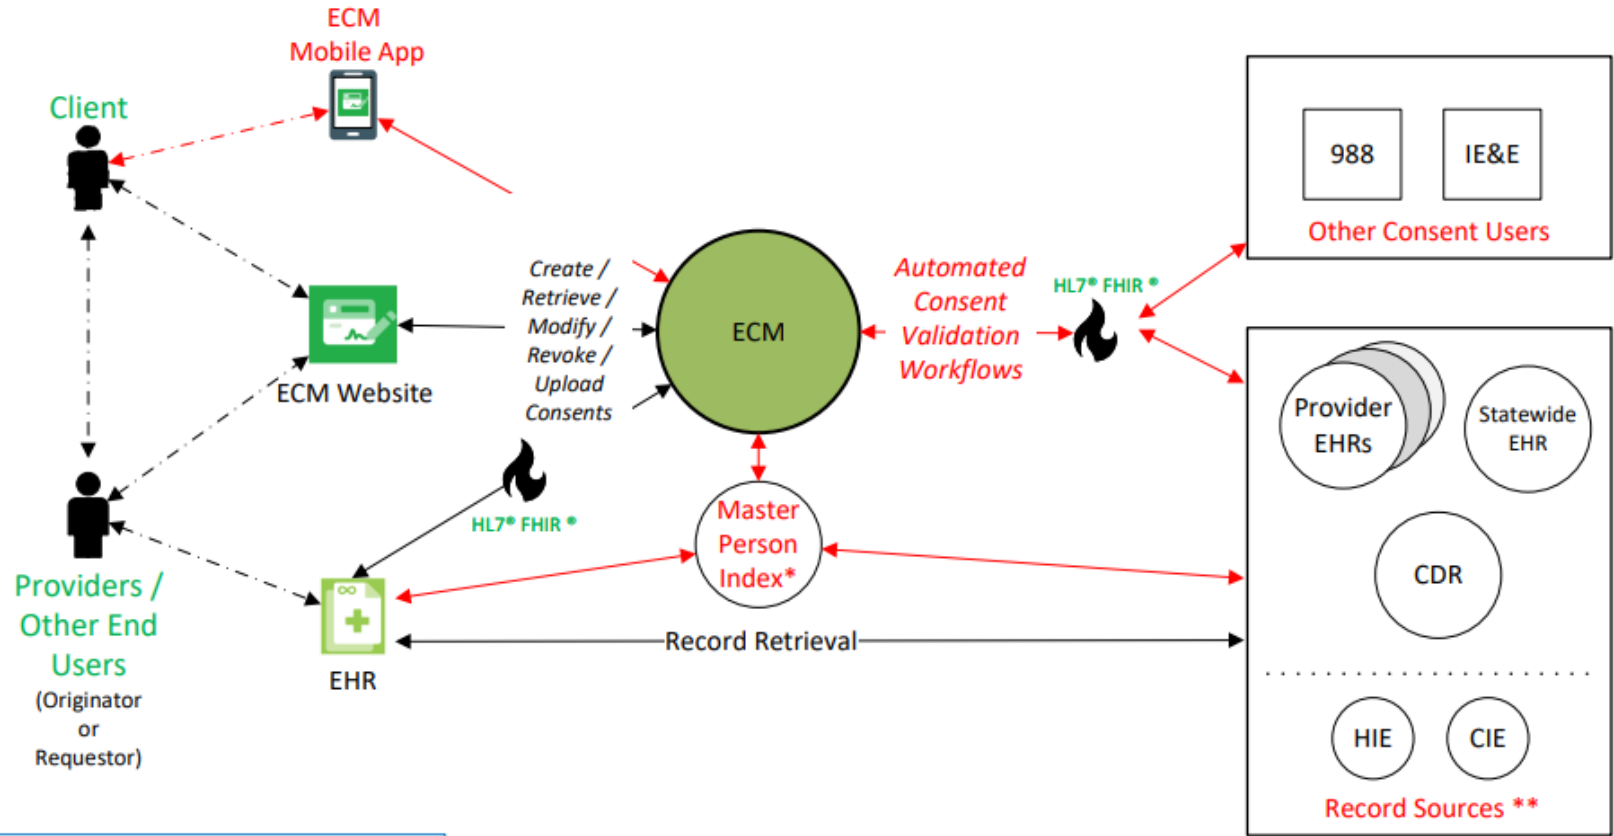 ECM
Mobile App
Client
988
IE&E
Other Consent Users
Create /
Retrieve /
Modify /
Revoke /
Upload
Consents
ECM
Automated
Consent
Validation
Workflows
HL7® FHIR ®
ECM Website
Provider
EHRs
Statewide
EHR
HL7® FHIR ®
Master
Person
Index*
CDR
Providers /
Other End
Users
(Originator
or
Requestor)
EHR
Record Retrieval
HIE
CIE
Record Sources **